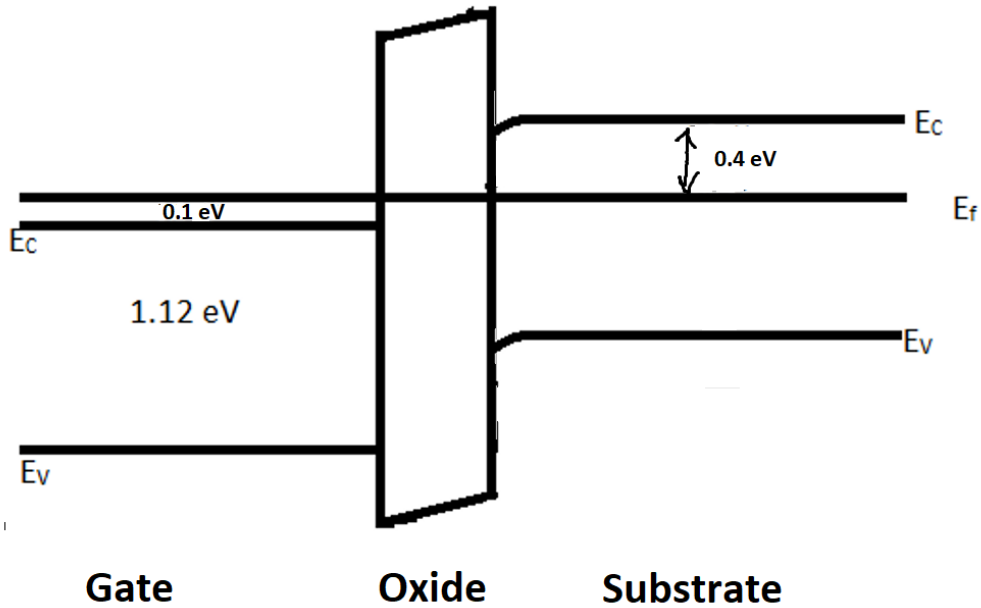 Ec
0.4 eV
0.1 eV
Ef
Ec
1.12 eV
Ev
Ev
Gate Oxide Substrate